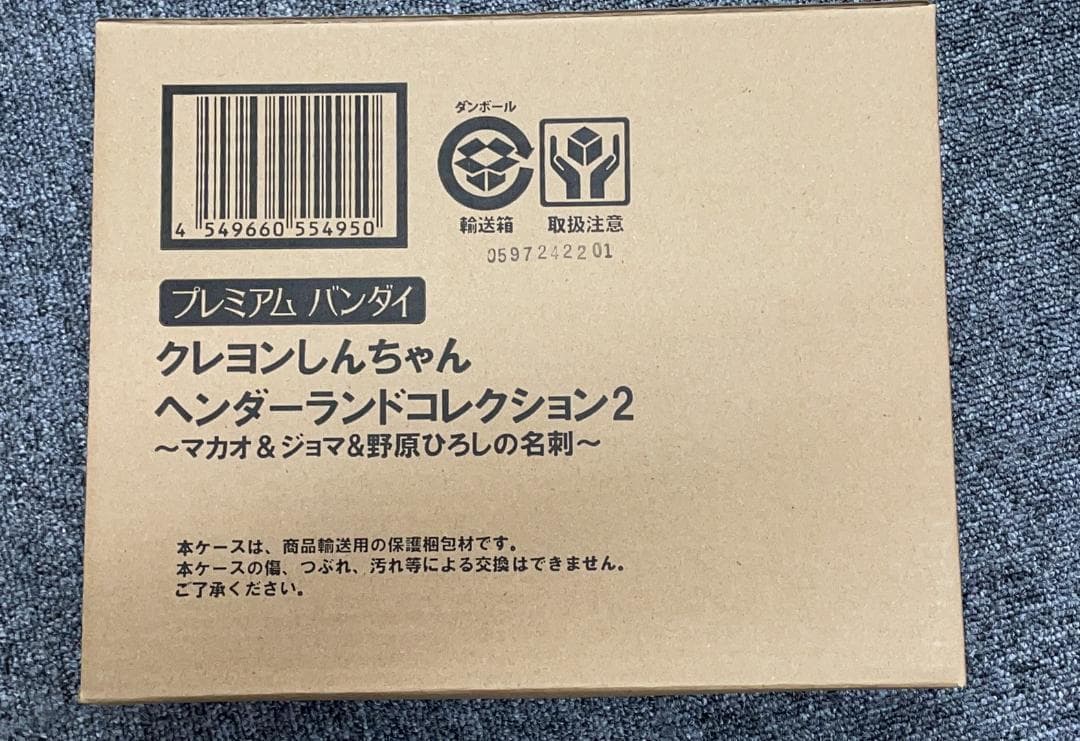 4 549660 554950
ダンボール
輸送箱
取扱注意
0597242201
プレミアム バンダイ
クレヨンしんちゃん
ヘンダーランドコレクション2
～マカオ＆ジョマ&野原ひろしの名刺～
本ケースは、商品輸送用の保護梱包材です。
本ケースの傷、つぶれ、汚れ等による交換はできません。
ご了承ください。